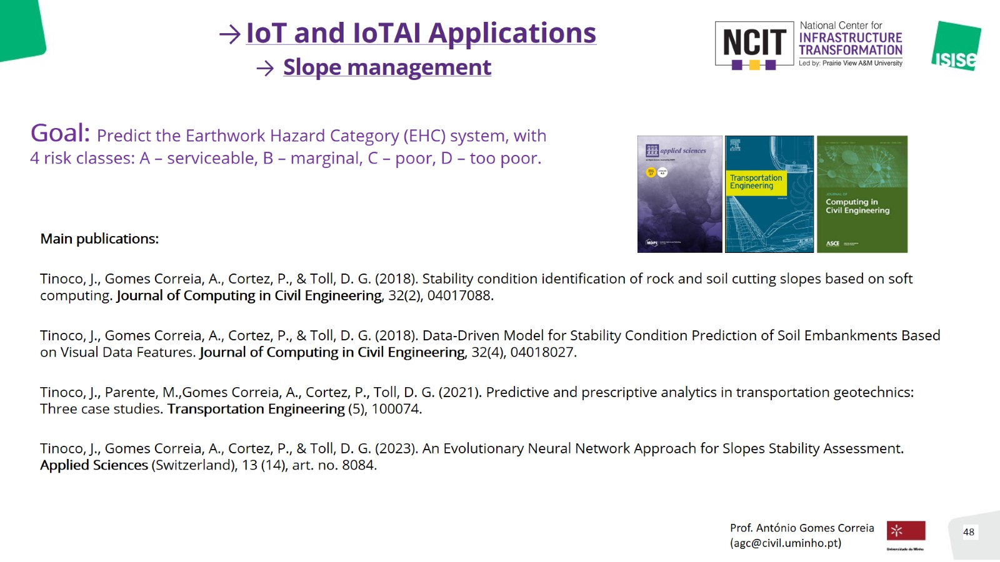 → IoT and IoTAI Applications
→ Slope management
NCIT
National Center for
INFRASTRUCTURE
TRANSFORMATION
Led by: Prairie View A&M University
isise
Goal: Predict the Earthwork Hazard Category (EHC) system, with
4 risk classes: A – serviceable, B – marginal, C – poor, D – too poor.
applied sciences
MDPI
Transportation
Engineering
JOURNAL OF
Computing in
Civil Engineering
ASCE
Main publications:
Tinoco, J., Gomes Correia, A., Cortez, P., & Toll, D. G. (2018). Stability condition identification of rock and soil cutting slopes based on soft
computing. Journal of Computing in Civil Engineering, 32(2), 04017088.
Tinoco, J., Gomes Correia, A., Cortez, P., & Toll, D. G. (2018). Data-Driven Model for Stability Condition Prediction of Soil Embankments Based
on Visual Data Features. Journal of Computing in Civil Engineering, 32(4), 04018027.
Tinoco, J., Parente, M.,Gomes Correia, A., Cortez, P., Toll, D. G. (2021). Predictive and prescriptive analytics in transportation geotechnics:
Three case studies. Transportation Engineering (5), 100074.
Tinoco, J., Gomes Correia, A., Cortez, P., & Toll, D. G. (2023). An Evolutionary Neural Network Approach for Slopes Stability Assessment.
Applied Sciences (Switzerland), 13 (14), art. no. 8084.
Prof. António Gomes Correia
(agc@civil.uminho.pt)
Universidade do Minho
48